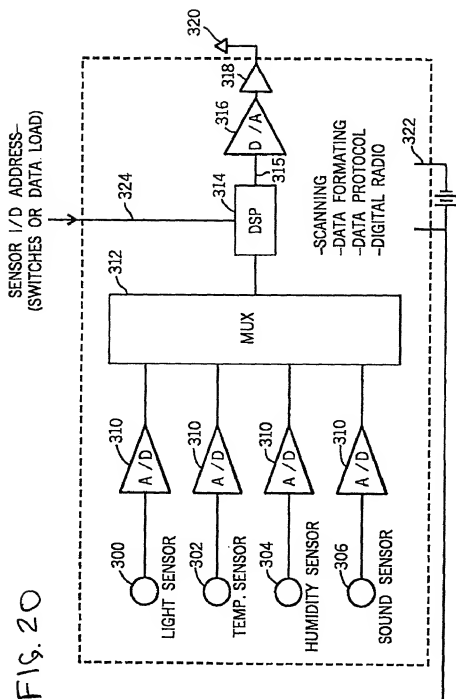 FIG. 20
SENSOR I/D ADDRESS-
(SWITCHES OR DATA LOAD)
324
300
LIGHT SENSOR
310
A/D
302
TEMP. SENSOR
310
A/D
304
HUMIDITY SENSOR
310
A/D
306
SOUND SENSOR
310
A/D
312
MUX
314
DSP
315
316
D/A
318
320
-SCANNING
-DATA FORMATING
-DATA PROTOCOL
-DIGITAL RADIO
322